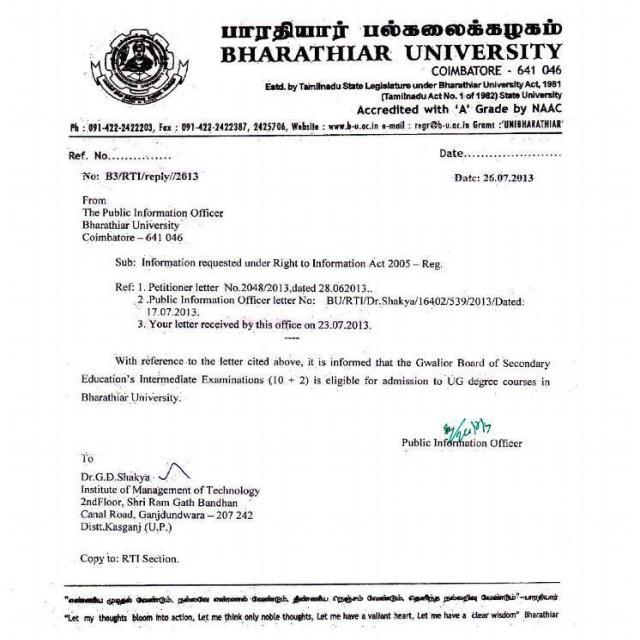 பாரதியார் பல்கலைக்கழகம்
BHARATHIAR UNIVERSITY
COIMBATORE - 641 046
Estd. by Tamilnadu State Legislature under Bharathiar University Act, 1981
(Tamilnadu Act No. 1 of 1982) State University
Accredited with 'A' Grade by NAAC
Ph : 091-422-2422203, Fax : 091-422-2422387, 2425706, Website : www.b-u.ac.in e-mail : regr@b-u.ac.in Grams : 'UNIBHARATHIAR'
Ref. No.............. Date.....................
No: B3/RTI/reply//2013 Date: 26.07.2013
From
The Public Information Officer
Bharathiar University
Coimbatore – 641 046
Sub: Information requested under Right to Information Act 2005 – Reg.
Ref: 1. Petitioner letter No.2048/2013,dated 28.062013..
2 .Public Information Officer letter No: BU/RTI/Dr.Shakya/16402/539/2013/Dated:
17.07.2013.
3. Your letter received by this office on 23.07.2013.
----
With reference to the letter cited above, it is informed that the Gwalior Board of Secondary
Education's Intermediate Examinations (10 + 2) is eligible for admission to UG degree courses in
Bharathiar University.
Public Information Officer
To
Dr.G.D.Shakya
Institute of Management of Technology
2ndFloor, Shri Ram Gath Bandhan
Canal Road, Ganjdundwara – 207 242
Distt.Kasganj (U.P.)
Copy to: RTI Section.
"எண்ணிய முடிதல் வேண்டும், நல்லவே எண்ணல் வேண்டும், திண்ணிய நெஞ்சம் வேண்டும், தெளிந்த நல்லறிவு வேண்டும்"–பாரதியார்
"Let my thoughts bloom into action, Let me think only noble thoughts, Let me have a valiant heart, Let me have a clear wisdom" Bharathiar